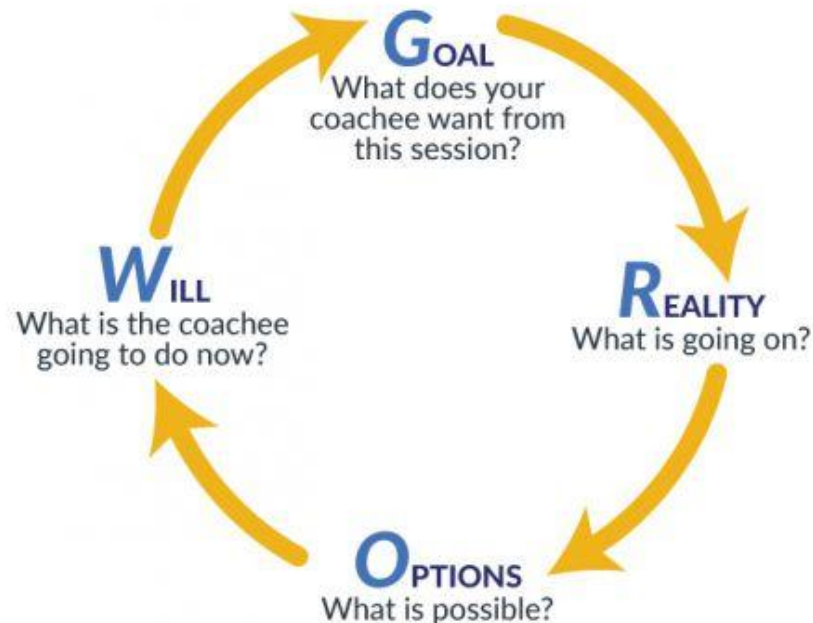 GOAL
What does your
coachee want from
this session?
REALITY
What is going on?
OPTIONS
What is possible?
WILL
What is the coachee
going to do now?